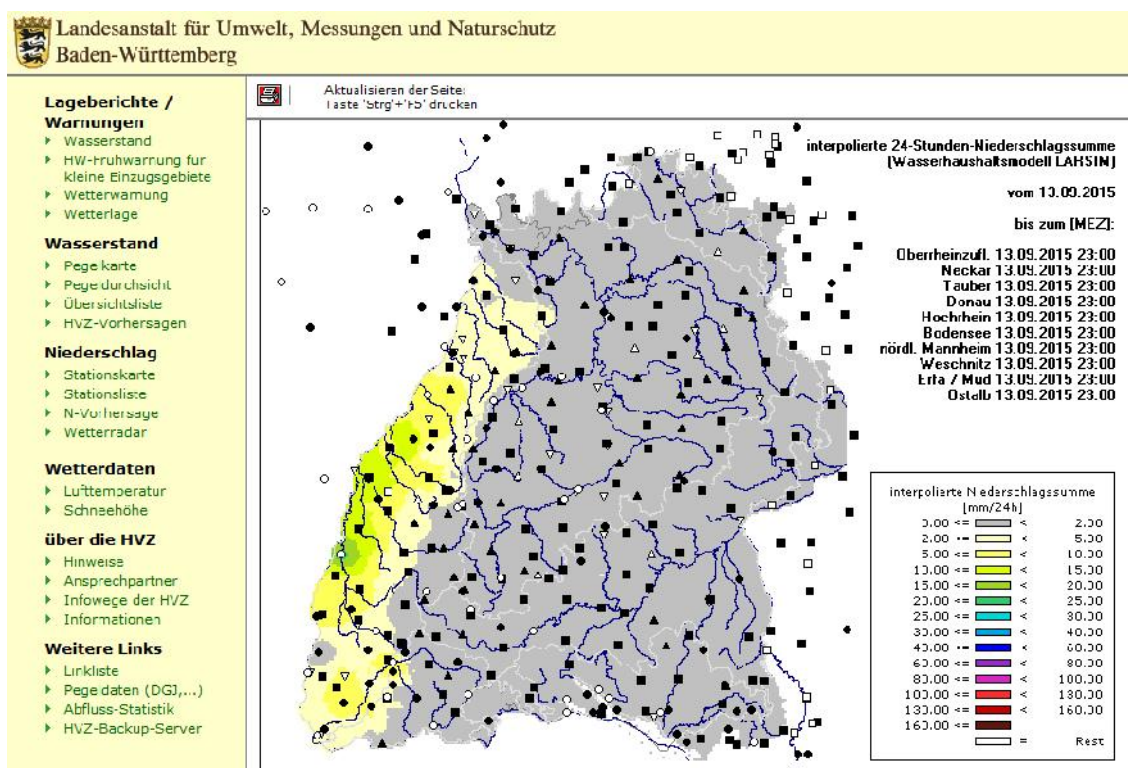 Landesanstalt für Umwelt, Messungen und Naturschutz
Baden-Württemberg
Lageberichte /
Warnungen
Wasserstand
HW-Frühwarnung für
kleine Einzugsgebiete
Wetterwarnung
Wetterlage
Wasserstand
Pegelkarte
Pegeldurchsicht
Übersichtsliste
HVZ-Vorhersagen
Niederschlag
Stationskarte
Stationsliste
N-Vorhersage
Wetterradar
Wetterdaten
Lufttemperatur
Schneehöhe
über die HVZ
Hinweise
Ansprechpartner
Infowege der HVZ
Informationen
Weitere Links
Linkliste
Pegeldaten (DGJ,...)
Abfluss-Statistik
HVZ-Backup-Server
Aktualisieren der Seite:
Taste 'Strg'+'F5' drücken
interpolierte 24-Stunden-Niederschlagssumme
(Wasserhaushaltsmodell LARSIM)
vom 13.09.2015
bis zum [MEZ]:
Oberrheinzufl. 13.09.2015 23:00
Neckar 13.09.2015 23:00
Tauber 13.09.2015 23:00
Donau 13.09.2015 23:00
Hochrhein 13.09.2015 23:00
Bodensee 13.09.2015 23:00
nördl. Mannheim 13.09.2015 23:00
Weschnitz 13.09.2015 23:00
Erfa / Mud 13.09.2015 23:00
Ostalb 13.09.2015 23:00
interpolierte Niederschlagssumme
[mm/24h]
0.00 <= < 2.00
2.00 <= < 5.00
5.00 <= < 10.00
10.00 <= < 15.00
15.00 <= < 20.00
20.00 <= < 25.00
25.00 <= < 30.00
30.00 <= < 40.00
40.00 <= < 60.00
60.00 <= < 80.00
80.00 <= < 100.00
100.00 <= < 130.00
130.00 <= < 160.00
160.00 <=
= Rest